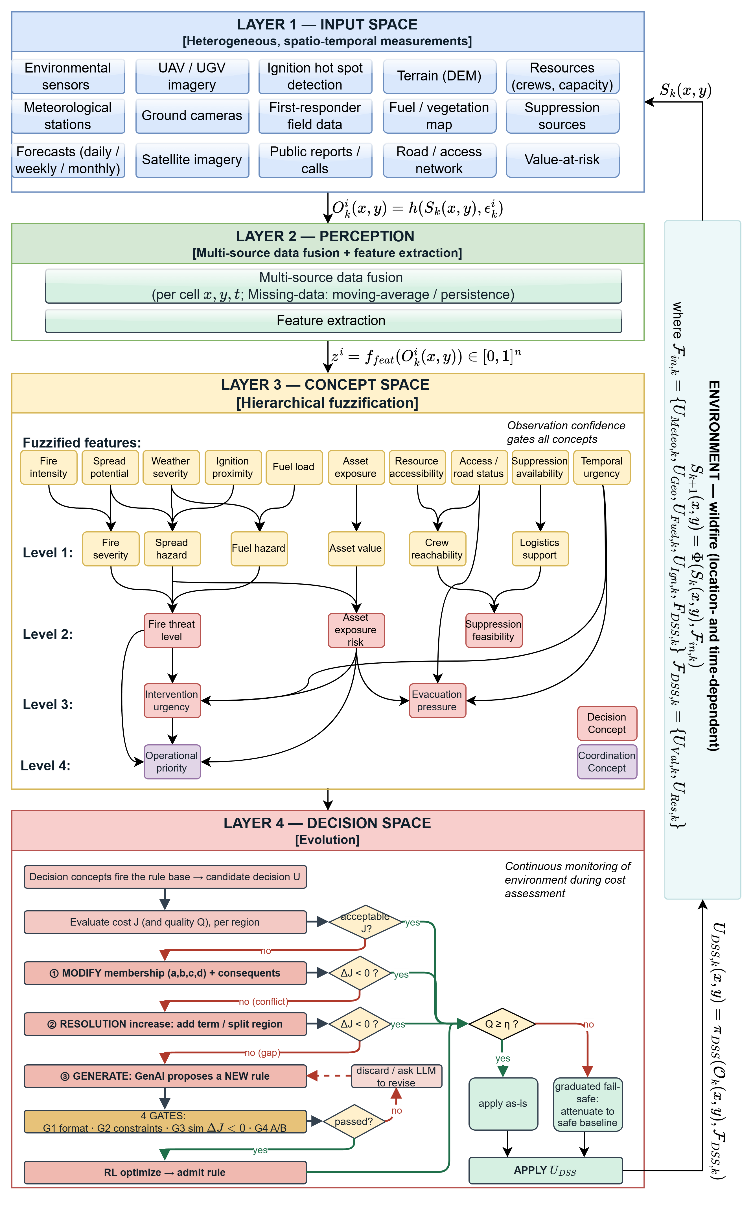 LAYER 1 — INPUT SPACE
[Heterogeneous, spatio-temporal measurements]
Environmental
sensors
UAV / UGV
imagery
Ignition hot spot
detection
Terrain (DEM)
Resources
(crews, capacity)
Meteorological
stations
Ground cameras
First-responder
field data
Fuel / vegetation
map
Suppression
sources
Forecasts (daily /
weekly / monthly)
Satellite imagery
Public reports /
calls
Road / access
network
Value-at-risk
S_k(x, y)
O_k^i(x, y) = h(S_k(x, y), ϵ_k^i)
LAYER 2 — PERCEPTION
[Multi-source data fusion + feature extraction]
Multi-source data fusion
(per cell x, y, t; Missing-data: moving-average / persistence)
Feature extraction
z^i = f_feat(O_k^i(x, y)) ∈ [0, 1]^n
LAYER 3 — CONCEPT SPACE
[Hierarchical fuzzification]
Observation confidence
gates all concepts
Fuzzified features:
Fire
intensity
Spread
potential
Weather
severity
Ignition
proximity
Fuel load
Asset
exposure
Resource
accessibility
Access /
road status
Suppression
availability
Temporal
urgency
Level 1:
Fire
severity
Spread
hazard
Fuel hazard
Asset value
Crew
reachability
Logistics
support
Level 2:
Fire threat
level
Asset
exposure
risk
Suppression
feasibility
Level 3:
Intervention
urgency
Evacuation
pressure
Decision
Concept
Level 4:
Operational
priority
Coordination
Concept
ENVIRONMENT — wildfire (location- and time-dependent)
S_{k+1}(x, y) = Φ(S_k(x, y), ℱ_{in,k})
where ℱ_{in,k} = {U_{Meteo,k}, U_{Geo}, U_{Fuel,k}, U_{Ign,k}, F_{DSS,k}} ℱ_{DSS,k} = {U_{Val,k}, U_{Res,k}}
LAYER 4 — DECISION SPACE
[Evolution]
Continuous monitoring of
environment during cost
assessment
Decision concepts fire the rule base → candidate decision U
Evaluate cost J (and quality Q), per region
acceptable
J?
yes
no
① MODIFY membership (a,b,c,d) + consequents
ΔJ < 0 ?
yes
no (conflict)
② RESOLUTION increase: add term / split region
ΔJ < 0 ?
yes
Q ≥ η ?
no
no (gap)
yes
③ GENERATE: GenAI proposes a NEW rule
discard / ask LLM
to revise
4 GATES:
G1 format · G2 constraints · G3 sim ΔJ < 0 · G4 A/B
passed?
no
yes
apply as-is
graduated fail-
safe:
attenuate to
safe baseline
RL optimize → admit rule
APPLY U_DSS
U_{DSS,k}(x, y) = π_{DSS}(𝒪_k(x, y), ℱ_{DSS,k})